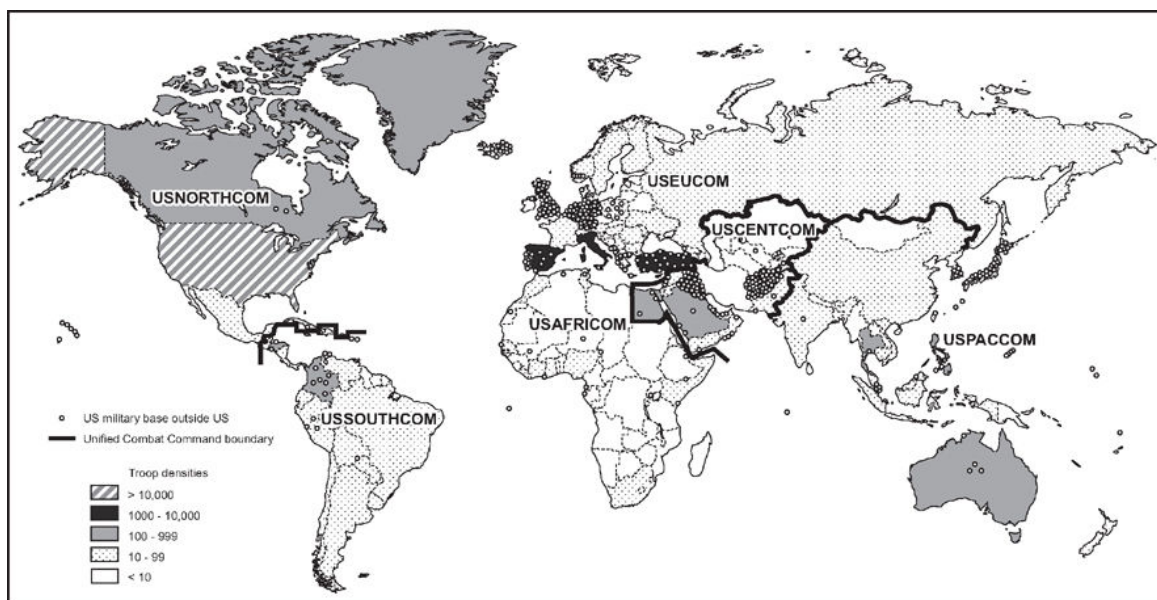 USNORTHCOM
USEUCOM
USCENTCOM
USAFRICOM
USPACCOM
USSOUTHCOM
US military base outside US
Unified Combat Command boundary
Troop densities
> 10,000
1000 - 10,000
100 - 999
10 - 99
< 10